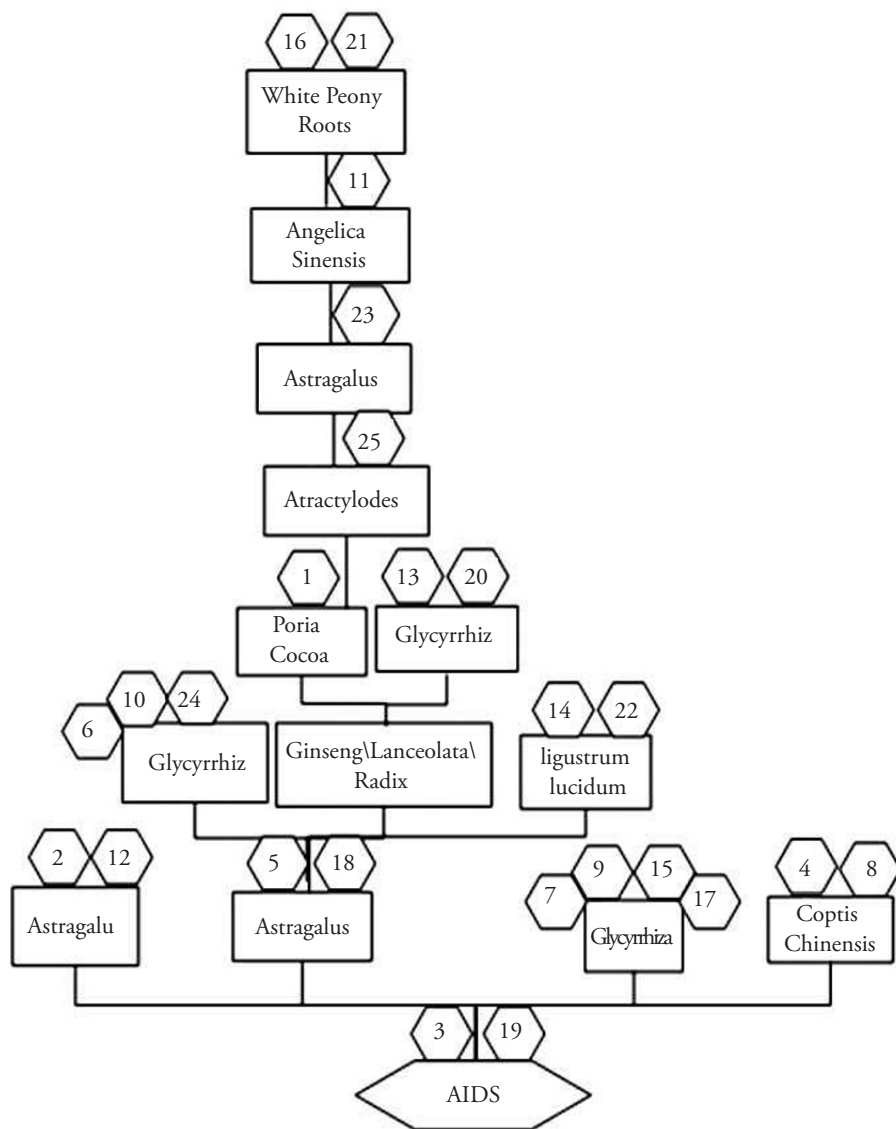 16 21
White Peony
Roots
11
Angelica
Sinensis
23
Astragalus
25
Atractylodes
1 13 20
Poria
Cocoa
Glycyrrhiz
6 10 24
Glycyrrhiz
Ginseng\Lanceolata\
Radix
14 22
ligustrum
lucidum
2 12
Astragalu
5 18
Astragalus
7 9 15 17
Glycyrrhiza
4 8
Coptis
Chinensis
3 19
AIDS